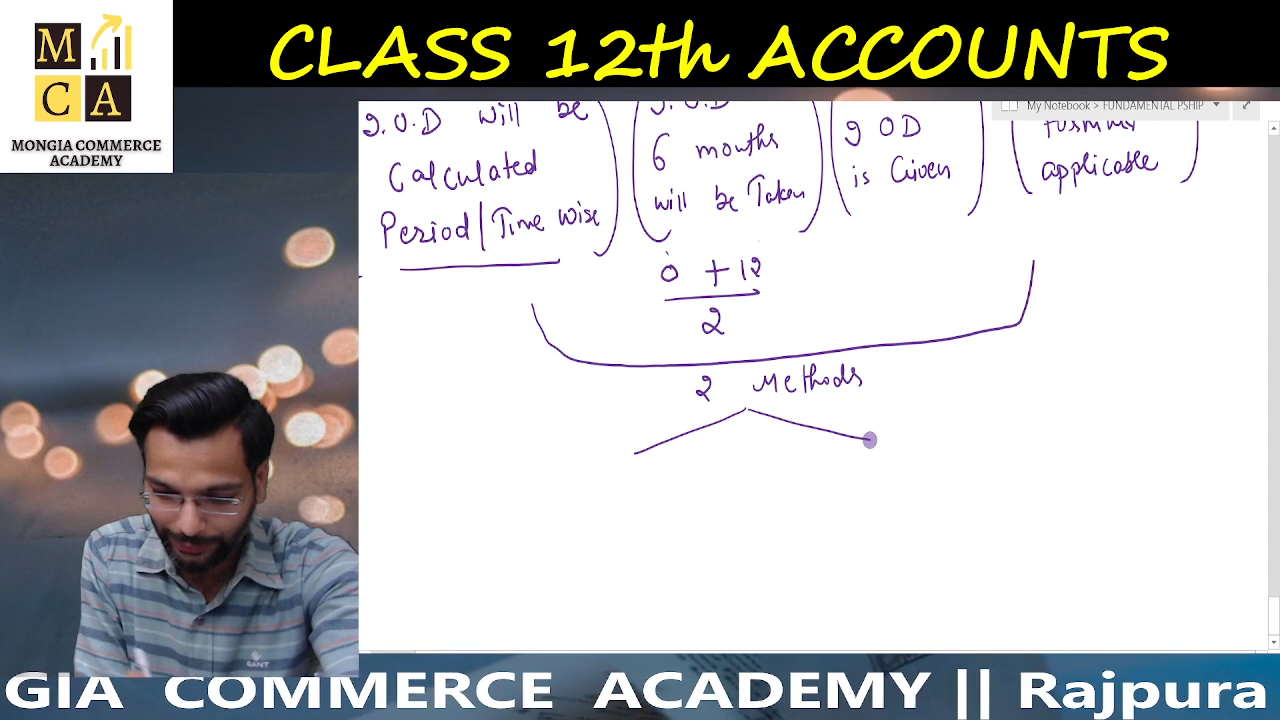 M
C A
MONGIA COMMERCE
ACADEMY
CLASS 12th ACCOUNTS
My Notebook > FUNDAMENTAL PSHIP
I.O.D will be
Calculated
Period/Time wise
I.O.D
6 months
will be Taken
I OD
is Given
applicable
0 + 12
2
2 Methods
GANT
GIA COMMERCE ACADEMY || Rajpura